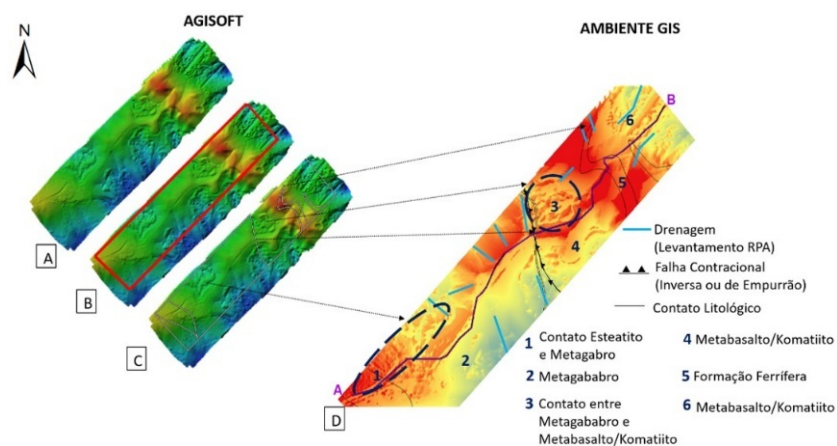 AGISOFT
AMBIENTE GIS
N
A
B
C
D
A
B
1
2
3
4
5
6
Drenagem
(Levantamento RPA)
Falha Contracional
(Inversa ou de Empurrão)
Contato Litológico
1 Contato Esteatito
e Metagabro
2 Metagababro
3 Contato entre
Metagababro e
Metabasalto/Komatiito
4 Metabasalto/Komatiito
5 Formação Ferrífera
6 Metabasalto/Komatiito